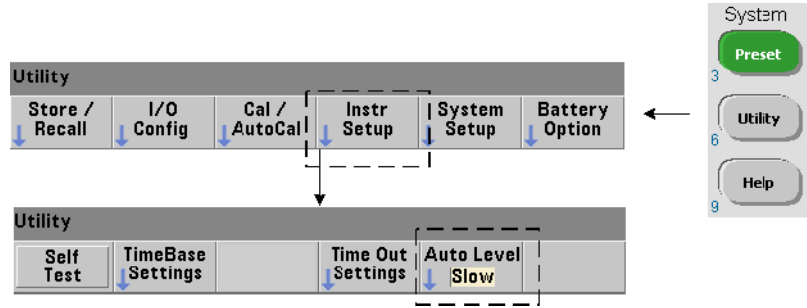 System
Preset
3
Utility
6
Help
9
Utility
Store / Recall
I/O Config
Cal / AutoCal
Instr Setup
System Setup
Battery Option
Utility
Self Test
TimeBase Settings
Time Out Settings
Auto Level Slow